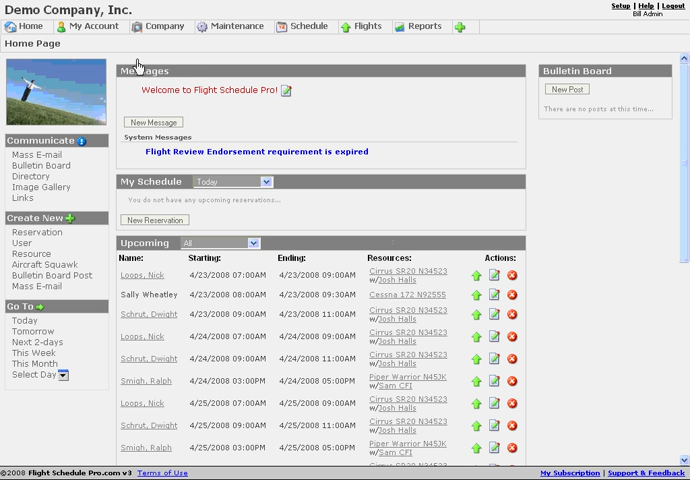 Demo Company, Inc.
Setup | Help | Logout
Bill Admin
Home My Account Company Maintenance Schedule Flights Reports
Home Page
Messages
Welcome to Flight Schedule Pro!
New Message
System Messages
Flight Review Endorsement requirement is expired
Bulletin Board
New Post
There are no posts at this time...
Communicate
Mass E-mail
Bulletin Board
Directory
Image Gallery
Links
Create New
Reservation
User
Resource
Aircraft Squawk
Bulletin Board Post
Mass E-mail
Go To
Today
Tomorrow
Next 2-days
This Week
This Month
Select Day
My Schedule Today
You do not have any upcoming reservations...
New Reservation
Upcoming All
Name: Starting: Ending: Resources: Actions:
Loops, Nick 4/23/2008 07:00AM 4/23/2008 09:00AM Cirrus SR20 N34523
w/Josh Halls
Sally Wheatley 4/23/2008 08:00AM 4/23/2008 09:30AM Cessna 172 N92555
Schrut, Dwight 4/23/2008 09:00AM 4/23/2008 11:00AM Cirrus SR20 N34523
w/Josh Halls
Loops, Nick 4/24/2008 07:00AM 4/24/2008 09:00AM Cirrus SR20 N34523
w/Josh Halls
Schrut, Dwight 4/24/2008 09:00AM 4/24/2008 11:00AM Cirrus SR20 N34523
w/Josh Halls
Smigh, Ralph 4/24/2008 03:00PM 4/24/2008 05:00PM Piper Warrior N45JK
w/Sam CFI
Loops, Nick 4/25/2008 07:00AM 4/25/2008 09:00AM Cirrus SR20 N34523
w/Josh Halls
Schrut, Dwight 4/25/2008 09:00AM 4/25/2008 11:00AM Cirrus SR20 N34523
w/Josh Halls
Smigh, Ralph 4/25/2008 03:00PM 4/25/2008 05:00PM Piper Warrior N45JK
w/Sam CFI
©2008 Flight Schedule Pro.com v3 Terms of Use
My Subscription | Support & Feedback